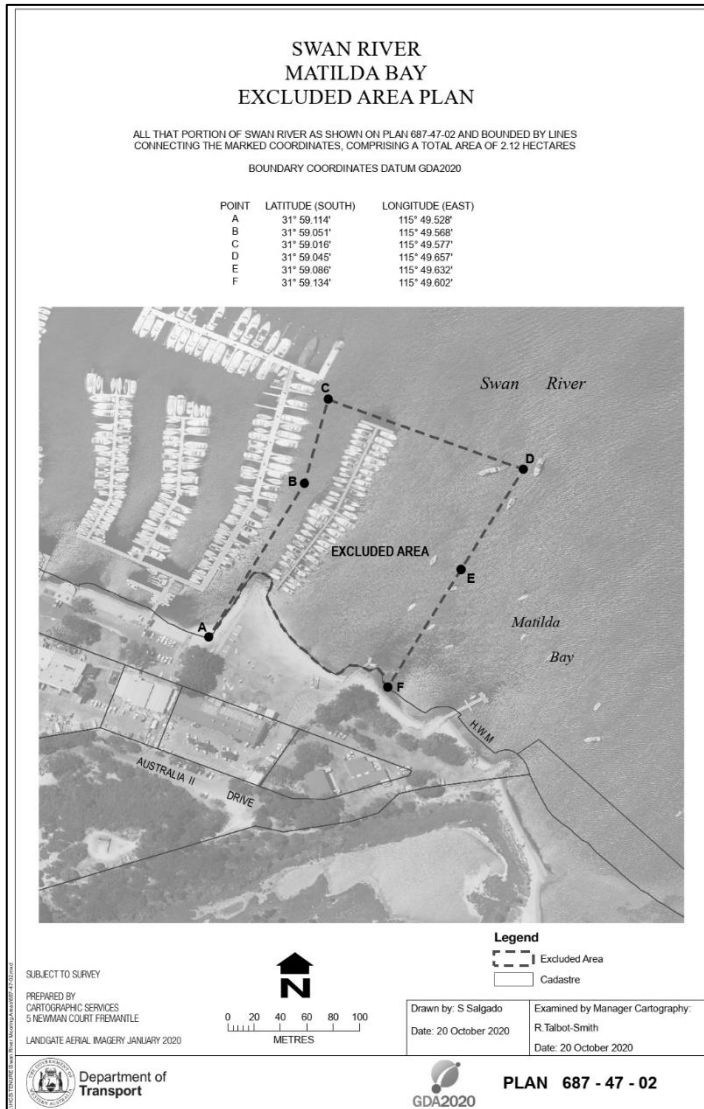 SWAN RIVER
MATILDA BAY
EXCLUDED AREA PLAN
ALL THAT PORTION OF SWAN RIVER AS SHOWN ON PLAN 687-47-02 AND BOUNDED BY LINES
CONNECTING THE MARKED COORDINATES, COMPRISING A TOTAL AREA OF 2.12 HECTARES
BOUNDARY COORDINATES DATUM GDA2020
POINT LATITUDE (SOUTH) LONGITUDE (EAST)
A 31° 59.114' 115° 49.528'
B 31° 59.051' 115° 49.568'
C 31° 59.016' 115° 49.577'
D 31° 59.045' 115° 49.657'
E 31° 59.086' 115° 49.632'
F 31° 59.134' 115° 49.602'
C
Swan River
D
B
EXCLUDED AREA
E
A
Matilda
Bay
F
H.W.M
AUSTRALIA II
DRIVE
Legend
Excluded Area
Cadastre
SUBJECT TO SURVEY
PREPARED BY
CARTOGRAPHIC SERVICES
5 NEWMAN COURT FREMANTLE
LANDGATE AERIAL IMAGERY JANUARY 2020
N
0 20 40 60 80 100
METRES
Drawn by: S Salgado
Date: 20 October 2020
Examined by Manager Cartography:
R.Talbot-Smith
Date: 20 October 2020
Department of
Transport
GDA2020
PLAN 687 - 47 - 02